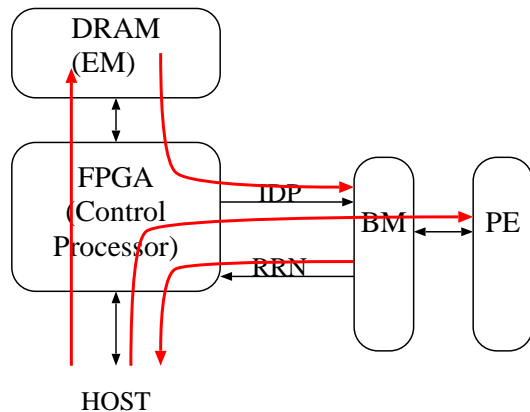 DRAM
(EM)
FPGA
(Control
Processor)
IDP
BM
PE
RRN
HOST